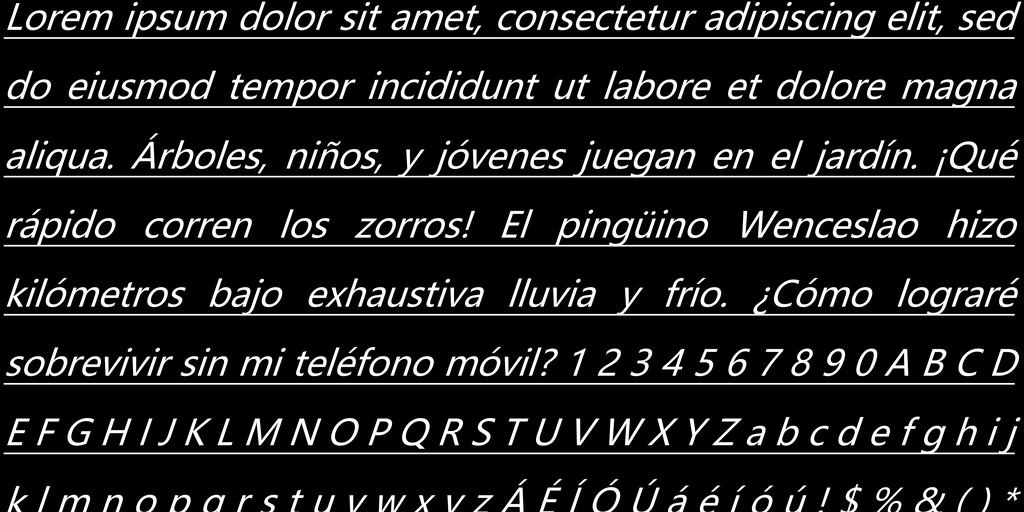 Lorem ipsum dolor sit amet, consectetur adipiscing elit, sed
do eiusmod tempor incididunt ut labore et dolore magna
aliqua. Árboles, niños, y jóvenes juegan en el jardín. ¡Qué
rápido corren los zorros! El pingüino Wenceslao hizo
kilómetros bajo exhaustiva lluvia y frío. ¿Cómo lograré
sobrevivir sin mi teléfono móvil? 1 2 3 4 5 6 7 8 9 0 A B C D
E F G H I J K L M N O P Q R S T U V W X Y Z a b c d e f g h i j
k l m n o p q r s t u v w x y z Á É Í Ó Ú á é í ó ú ! $ % & ( ) *